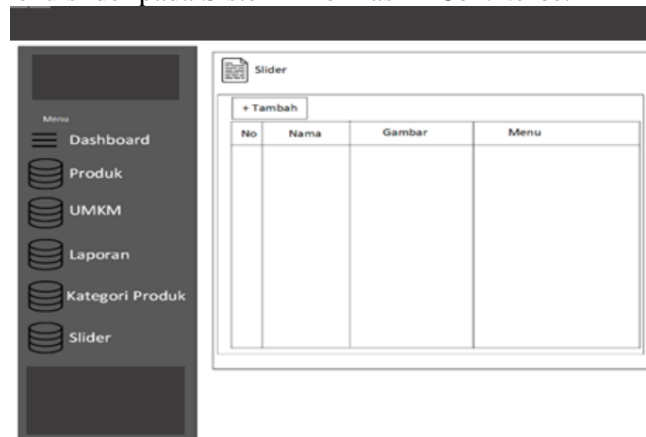 Slider
+ Tambah
No Nama Gambar Menu
Menu
Dashboard
Produk
UMKM
Laporan
Kategori Produk
Slider